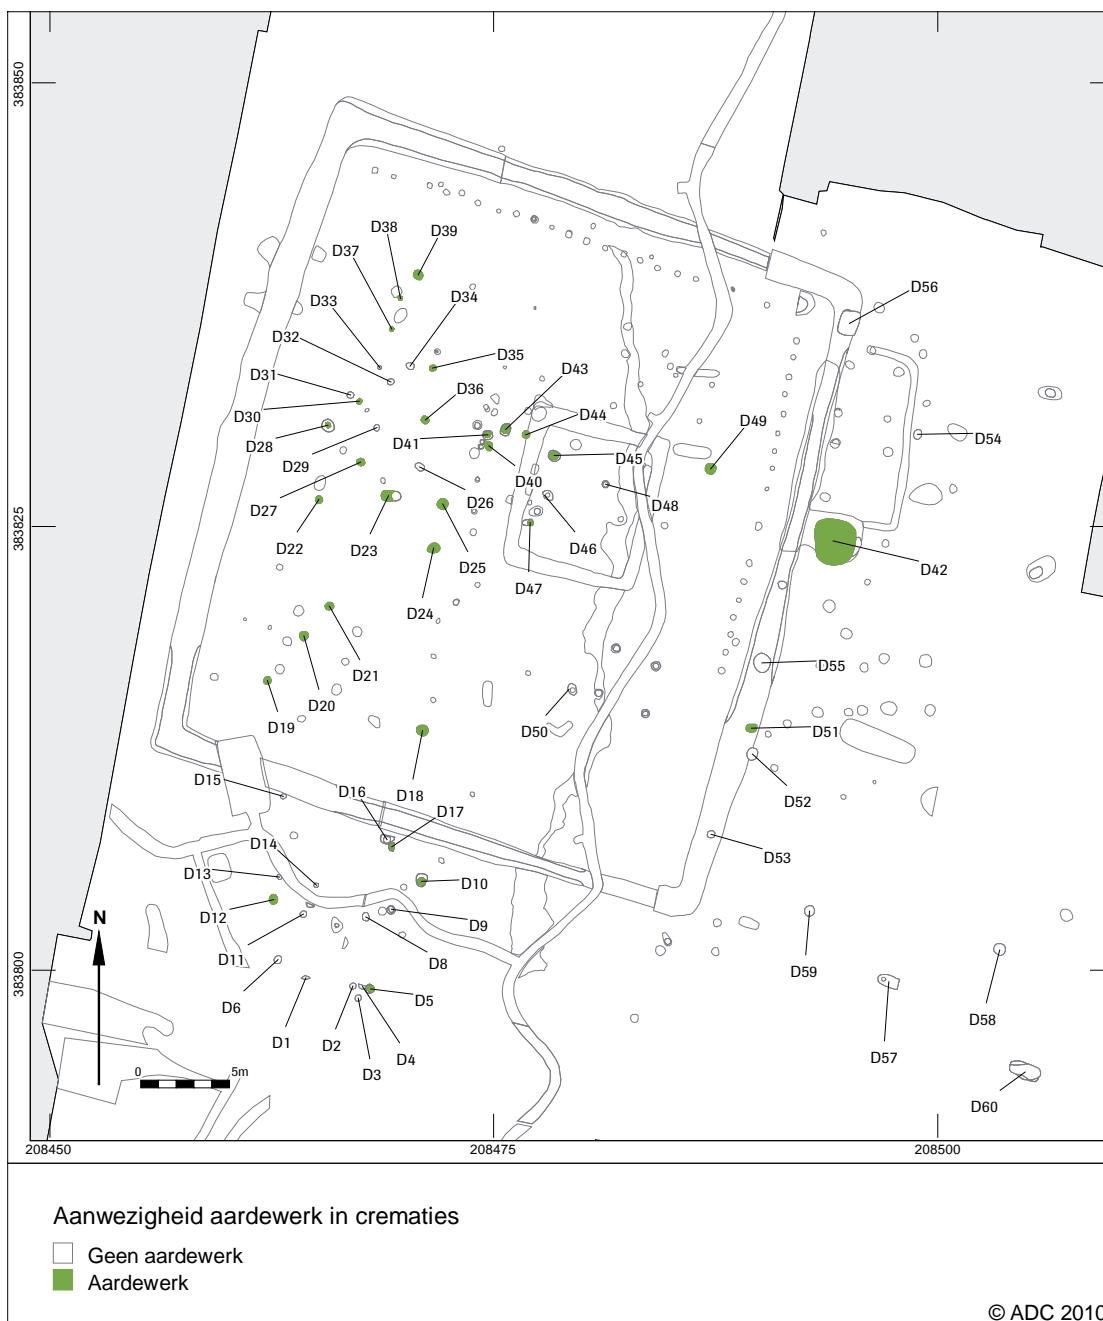 383850
D38
D39
D37
D56
D33
D34
D32
D35
D43
D31
D36
D44
D30
D41
D49
D28
D54
D45
D29
D40
D27
D26
D48
383825
D22
D23
D46
D25
D42
D47
D24
D55
D21
D20
D19
D50
D51
D15
D16
D18
D17
D52
D14
D53
D13
D10
D12
N
D9
D11
D8
D59
383800
D6
D5
D58
D1
D2
D4
D57
D3
0 5m
D60
208450 208475 208500
Aanwezigheid aardewerk in crematies
Geen aardewerk
Aardewerk
© ADC 2010